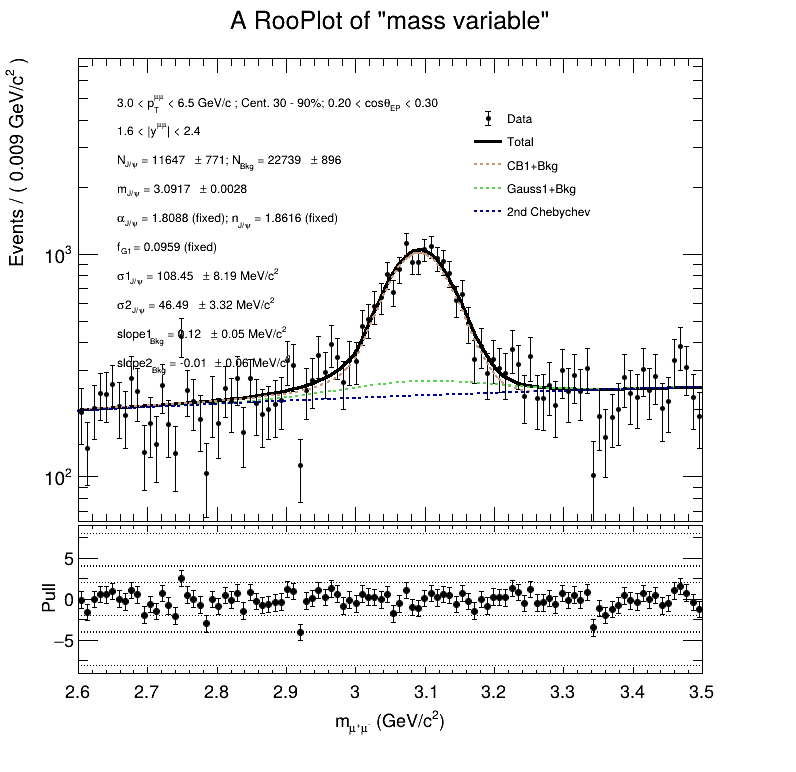 A RooPlot of "mass variable"
Events / ( 0.009 GeV/c² )
3.0 < p_T^μμ < 6.5 GeV/c ; Cent. 30 - 90%; 0.20 < cosθ_EP < 0.30
1.6 < |y^μμ| < 2.4
N_J/ψ = 11647 ± 771; N_Bkg = 22739 ± 896
m_J/ψ = 3.0917 ± 0.0028
α_J/ψ = 1.8088 (fixed); n_J/ψ = 1.8616 (fixed)
f_G1 = 0.0959 (fixed)
σ1_J/ψ = 108.45 ± 8.19 MeV/c²
σ2_J/ψ = 46.49 ± 3.32 MeV/c²
slope1_Bkg = 0.12 ± 0.05 MeV/c²
slope2_Bkg = -0.01 ± 0.06 MeV/c²
Data
Total
CB1+Bkg
Gauss1+Bkg
2nd Chebychev
10³
10²
Pull
5
0
−5
2.6 2.7 2.8 2.9 3 3.1 3.2 3.3 3.4 3.5
m_μ⁺μ⁻ (GeV/c²)